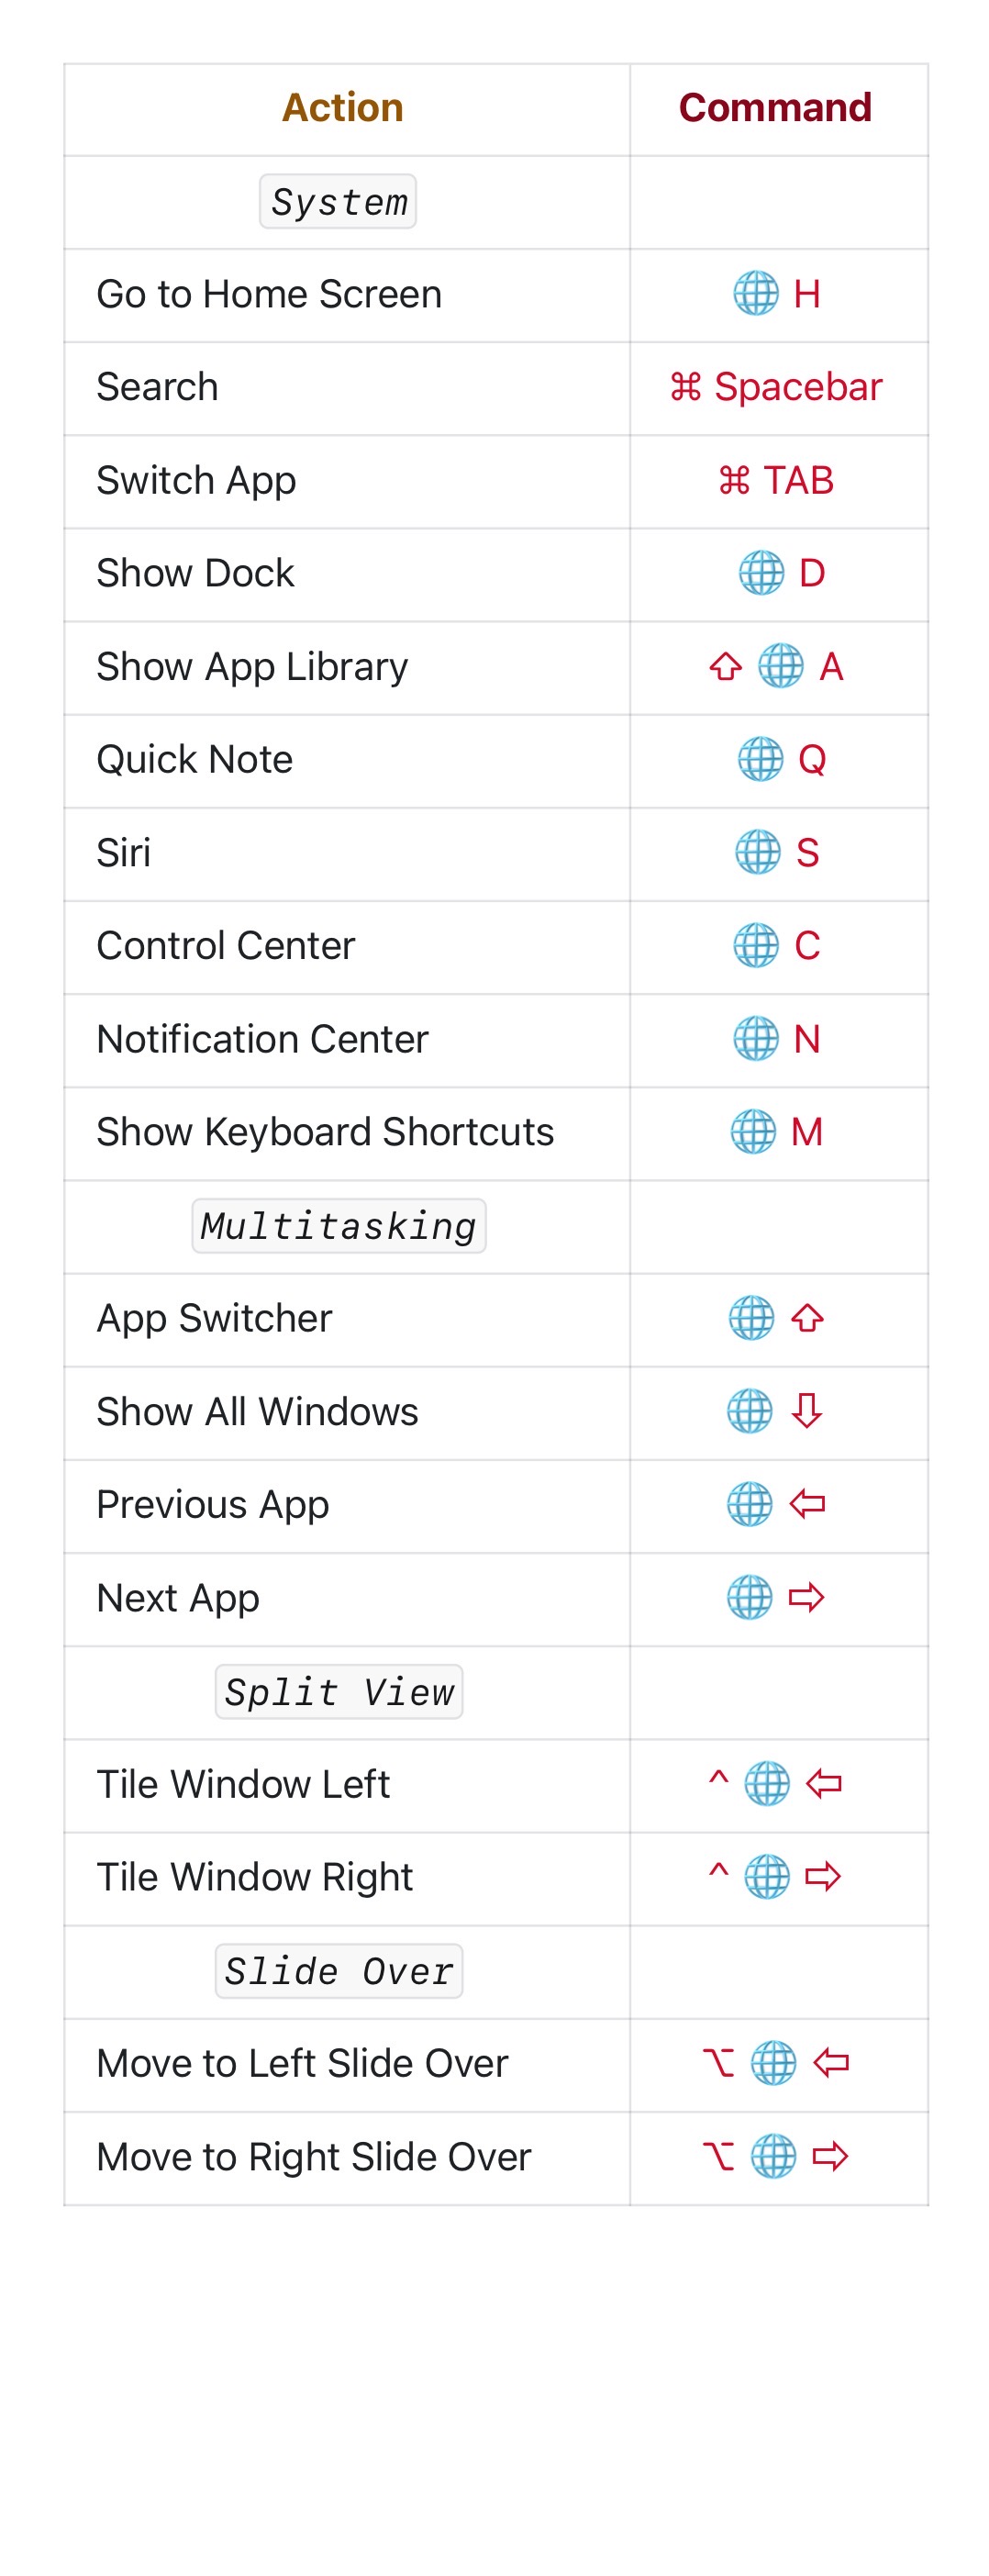 Action Command
System
Go to Home Screen 🌐 H
Search ⌘ Spacebar
Switch App ⌘ TAB
Show Dock 🌐 D
Show App Library ⇧ 🌐 A
Quick Note 🌐 Q
Siri 🌐 S
Control Center 🌐 C
Notification Center 🌐 N
Show Keyboard Shortcuts 🌐 M
Multitasking
App Switcher 🌐 ⇧
Show All Windows 🌐 ⇩
Previous App 🌐 ⇦
Next App 🌐 ⇨
Split View
Tile Window Left ^ 🌐 ⇦
Tile Window Right ^ 🌐 ⇨
Slide Over
Move to Left Slide Over ⌥ 🌐 ⇦
Move to Right Slide Over ⌥ 🌐 ⇨